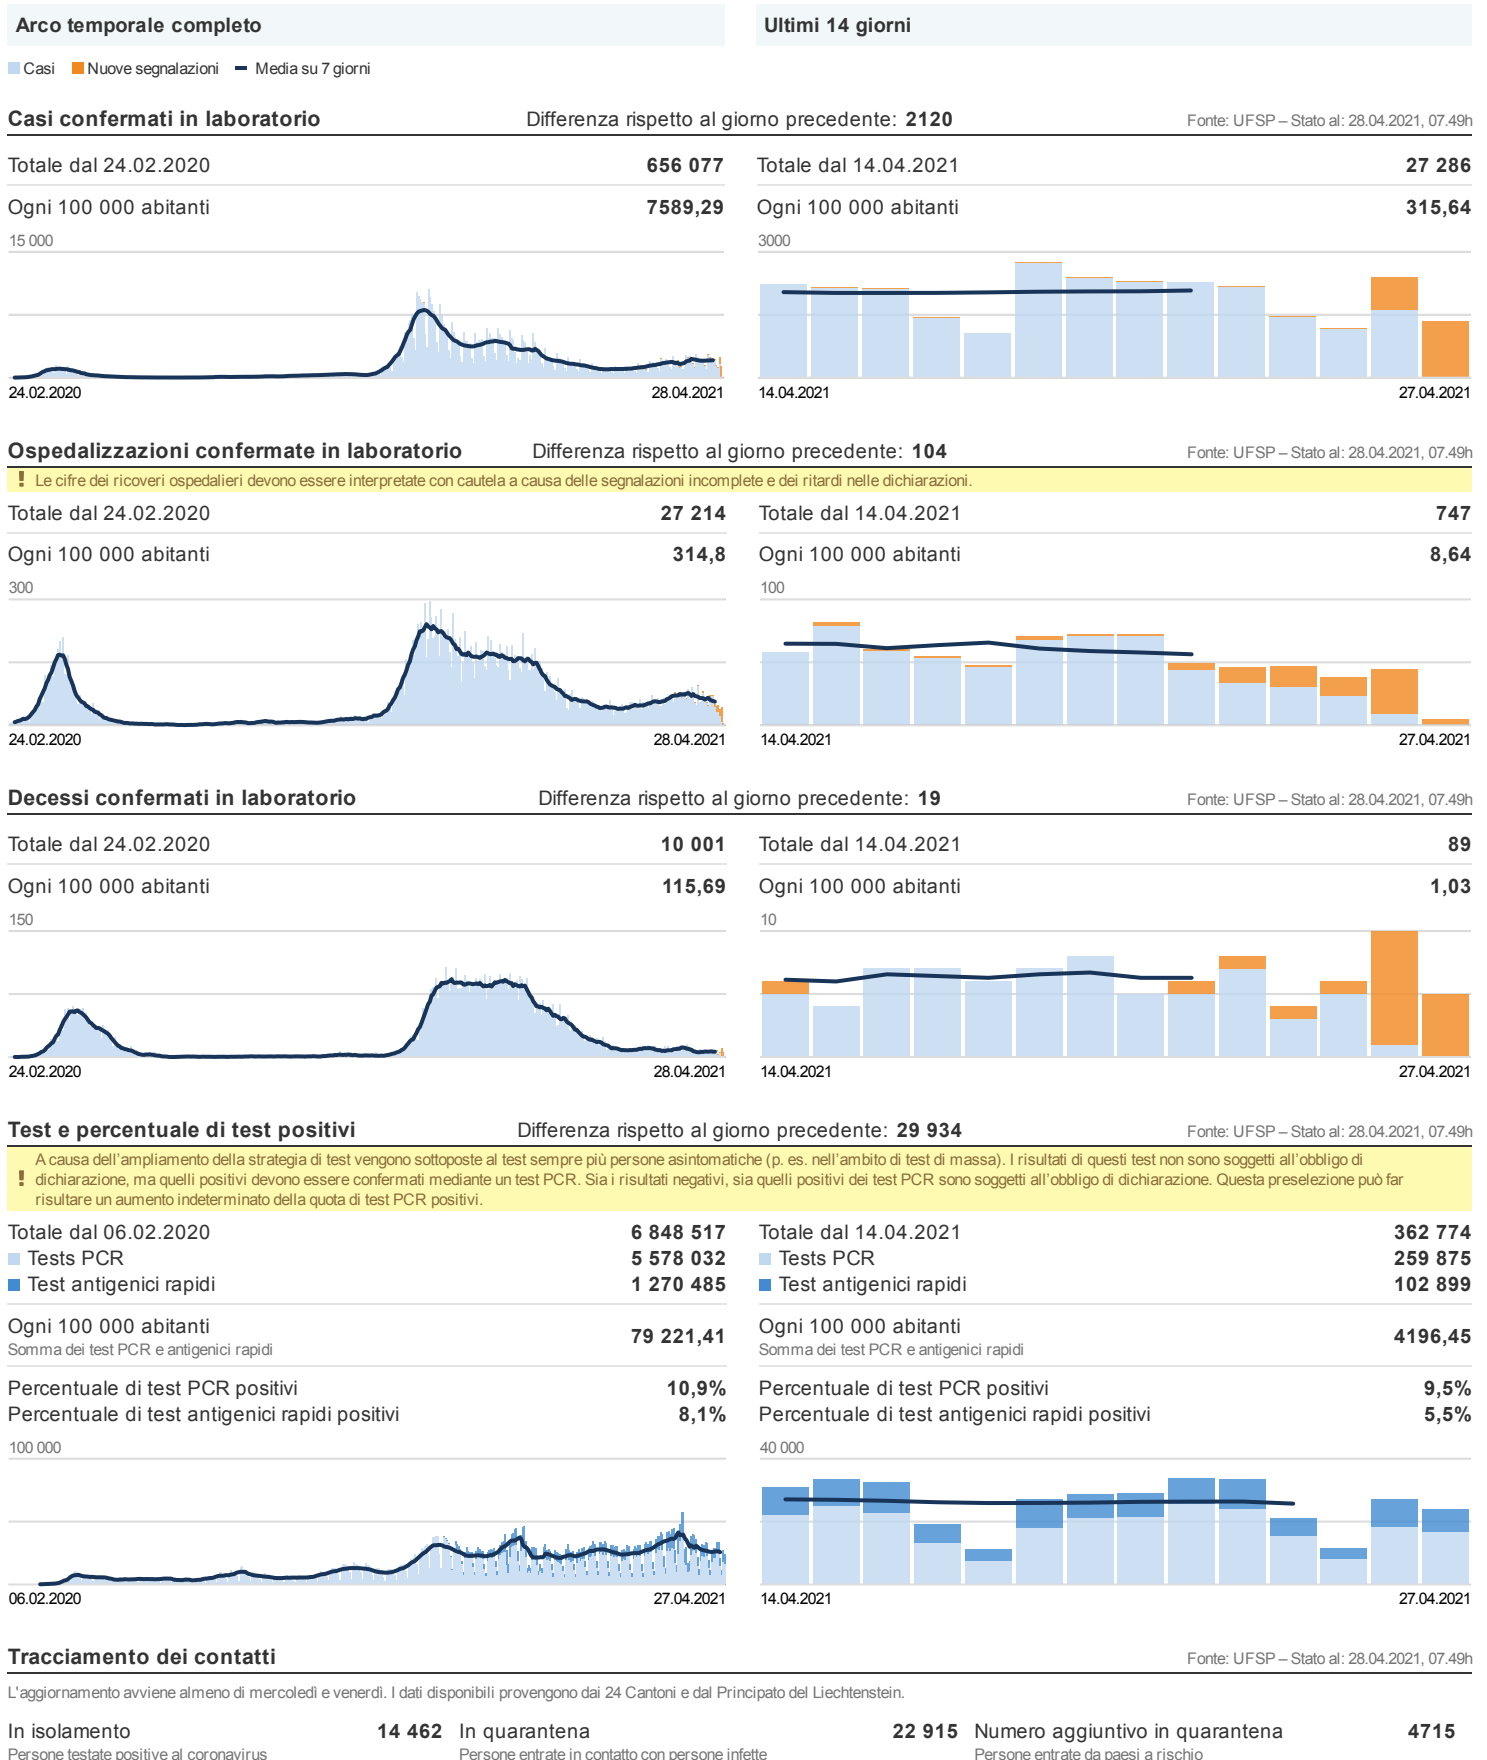 Arco temporale completo
Ultimi 14 giorni
Casi Nuove segnalazioni Media su 7 giorni
Casi confermati in laboratorio Differenza rispetto al giorno precedente: 2120 Fonte: UFSP – Stato al: 28.04.2021, 07.49h
Totale dal 24.02.2020 656 077
Ogni 100 000 abitanti 7589,29
15 000
24.02.2020 28.04.2021
Totale dal 14.04.2021 27 286
Ogni 100 000 abitanti 315,64
3000
14.04.2021 27.04.2021
Ospedalizzazioni confermate in laboratorio Differenza rispetto al giorno precedente: 104 Fonte: UFSP – Stato al: 28.04.2021, 07.49h
! Le cifre dei ricoveri ospedalieri devono essere interpretate con cautela a causa delle segnalazioni incomplete e dei ritardi nelle dichiarazioni.
Totale dal 24.02.2020 27 214
Ogni 100 000 abitanti 314,8
300
24.02.2020 28.04.2021
Totale dal 14.04.2021 747
Ogni 100 000 abitanti 8,64
100
14.04.2021 27.04.2021
Decessi confermati in laboratorio Differenza rispetto al giorno precedente: 19 Fonte: UFSP – Stato al: 28.04.2021, 07.49h
Totale dal 24.02.2020 10 001
Ogni 100 000 abitanti 115,69
150
24.02.2020 28.04.2021
Totale dal 14.04.2021 89
Ogni 100 000 abitanti 1,03
10
14.04.2021 27.04.2021
Test e percentuale di test positivi Differenza rispetto al giorno precedente: 29 934 Fonte: UFSP – Stato al: 28.04.2021, 07.49h
A causa dell'ampliamento della strategia di test vengono sottoposte al test sempre più persone asintomatiche (p. es. nell'ambito di test di massa). I risultati di questi test non sono soggetti all'obbligo di
! dichiarazione, ma quelli positivi devono essere confermati mediante un test PCR. Sia i risultati negativi, sia quelli positivi dei test PCR sono soggetti all'obbligo di dichiarazione. Questa preselezione può far
risultare un aumento indeterminato della quota di test PCR positivi.
Totale dal 06.02.2020 6 848 517
Tests PCR 5 578 032
Test antigenici rapidi 1 270 485
Ogni 100 000 abitanti 79 221,41
Somma dei test PCR e antigenici rapidi
Percentuale di test PCR positivi 10,9%
Percentuale di test antigenici rapidi positivi 8,1%
100 000
06.02.2020 27.04.2021
Totale dal 14.04.2021 362 774
Tests PCR 259 875
Test antigenici rapidi 102 899
Ogni 100 000 abitanti 4196,45
Somma dei test PCR e antigenici rapidi
Percentuale di test PCR positivi 9,5%
Percentuale di test antigenici rapidi positivi 5,5%
40 000
14.04.2021 27.04.2021
Tracciamento dei contatti Fonte: UFSP – Stato al: 28.04.2021, 07.49h
L'aggiornamento avviene almeno di mercoledì e venerdì. I dati disponibili provengono dai 24 Cantoni e dal Principato del Liechtenstein.
In isolamento 14 462
Persone testate positive al coronavirus
In quarantena 22 915
Persone entrate in contatto con persone infette
Numero aggiuntivo in quarantena 4715
Persone entrate da paesi a rischio